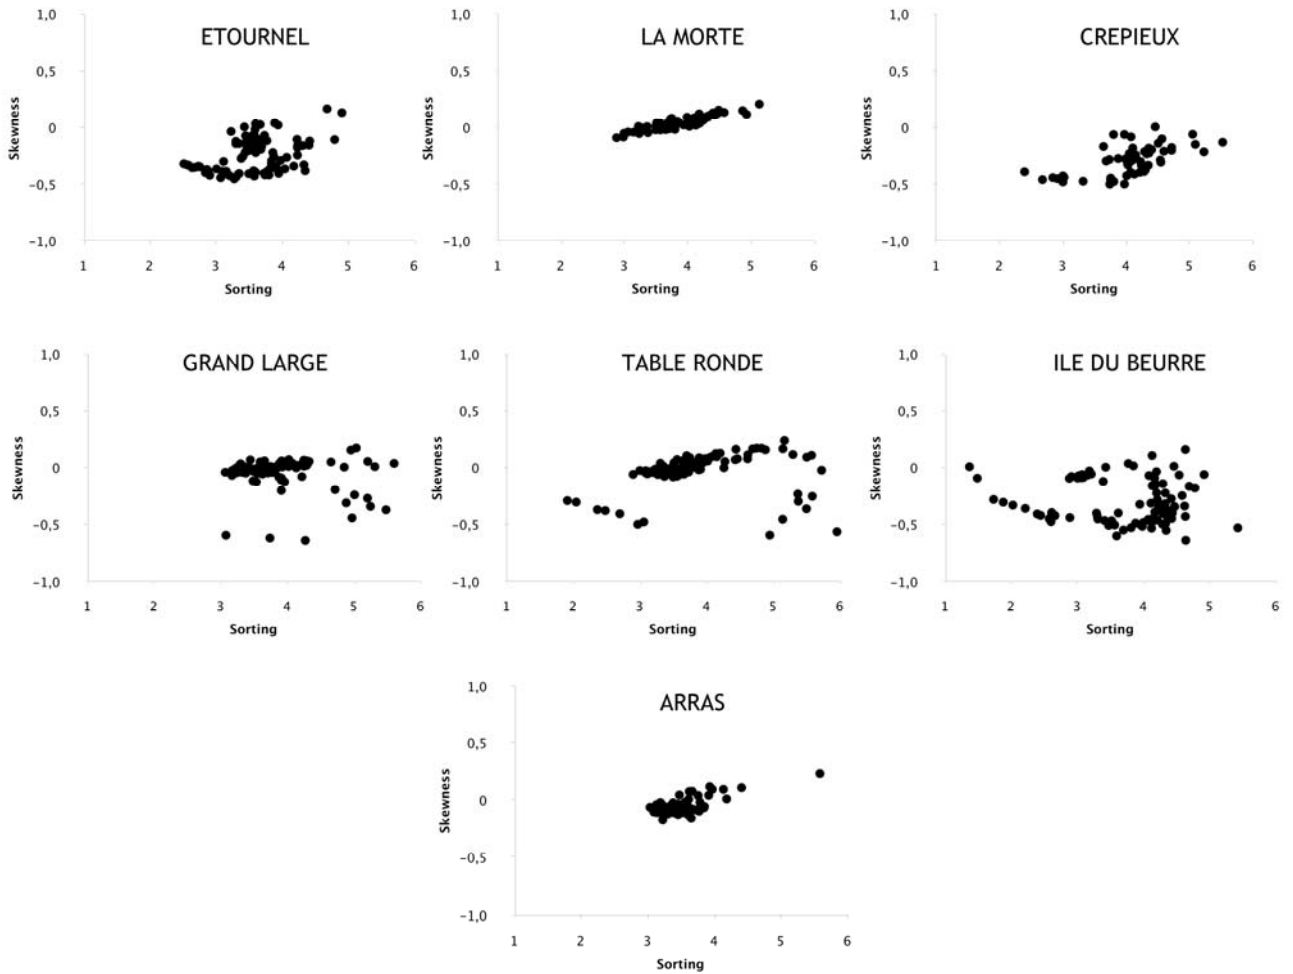 ETOURNEL
1,0
0,5
0
−0,5
−1,0
Skewness
1 2 3 4 5 6
Sorting
LA MORTE
1,0
0,5
0
−0,5
−1,0
Skewness
1 2 3 4 5 6
Sorting
CREPIEUX
1,0
0,5
0
−0,5
−1,0
Skewness
1 2 3 4 5 6
Sorting
GRAND LARGE
1,0
0,5
0
−0,5
−1,0
Skewness
1 2 3 4 5 6
Sorting
TABLE RONDE
1,0
0,5
0
−0,5
−1,0
Skewness
1 2 3 4 5 6
Sorting
ILE DU BEURRE
1,0
0,5
0
−0,5
−1,0
Skewness
1 2 3 4 5 6
Sorting
ARRAS
1,0
0,5
0
−0,5
−1,0
Skewness
1 2 3 4 5 6
Sorting